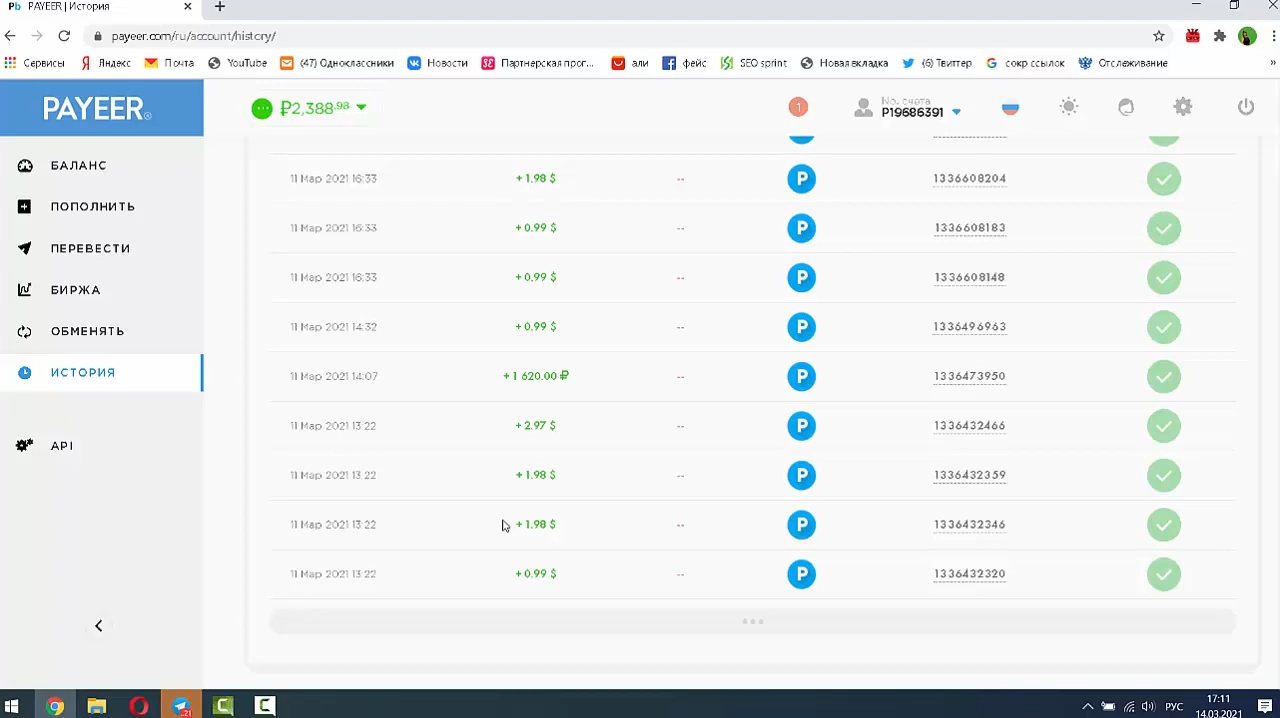 PAYEER | История
payeer.com/ru/account/history/
Сервисы Яндекс Почта YouTube (47) Одноклассники Новости Партнерская прог... али фейс SEO sprint Новая вкладка (6) Твиттер сокр ссылок Отслеживание »
PAYEER®
₽2,388.98
1
No. счета
P19686391
БАЛАНС
ПОПОЛНИТЬ
ПЕРЕВЕСТИ
БИРЖА
ОБМЕНЯТЬ
ИСТОРИЯ
API
11 Мар 2021 16:33 + 1.98 $ -- P 1336608204
11 Мар 2021 16:33 + 0.99 $ -- P 1336608183
11 Мар 2021 16:33 + 0.99 $ -- P 1336608148
11 Мар 2021 14:32 + 0.99 $ -- P 1336496963
11 Мар 2021 14:07 + 1 620.00 ₽ -- P 1336473950
11 Мар 2021 13:22 + 2.97 $ -- P 1336432466
11 Мар 2021 13:22 + 1.98 $ -- P 1336432359
11 Мар 2021 13:22 + 1.98 $ -- P 1336432346
11 Мар 2021 13:22 + 0.99 $ -- P 1336432320
РУС
17:11
14.03.2021